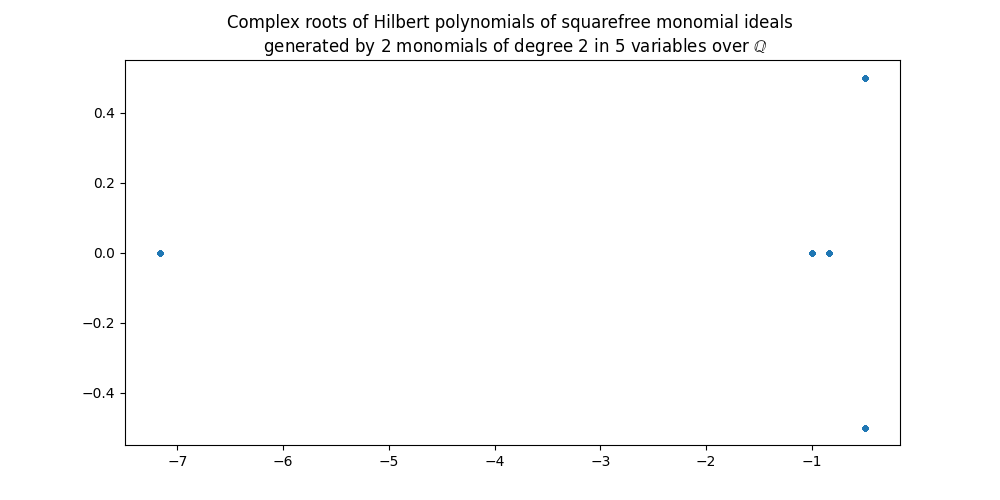 Complex roots of Hilbert polynomials of squarefree monomial ideals
generated by 2 monomials of degree 2 in 5 variables over ℚ
0.4
0.2
0.0
−0.2
−0.4
−7 −6 −5 −4 −3 −2 −1